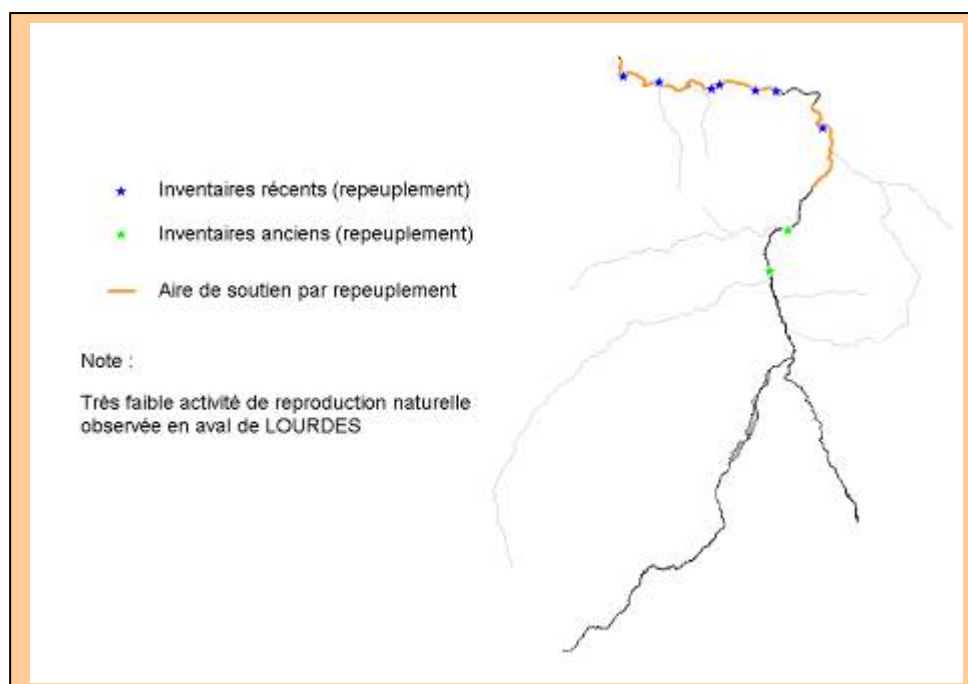 Inventaires récents (repeuplement)
Inventaires anciens (repeuplement)
Aire de soutien par repeuplement
Note :
Très faible activité de reproduction naturelle
observée en aval de LOURDES